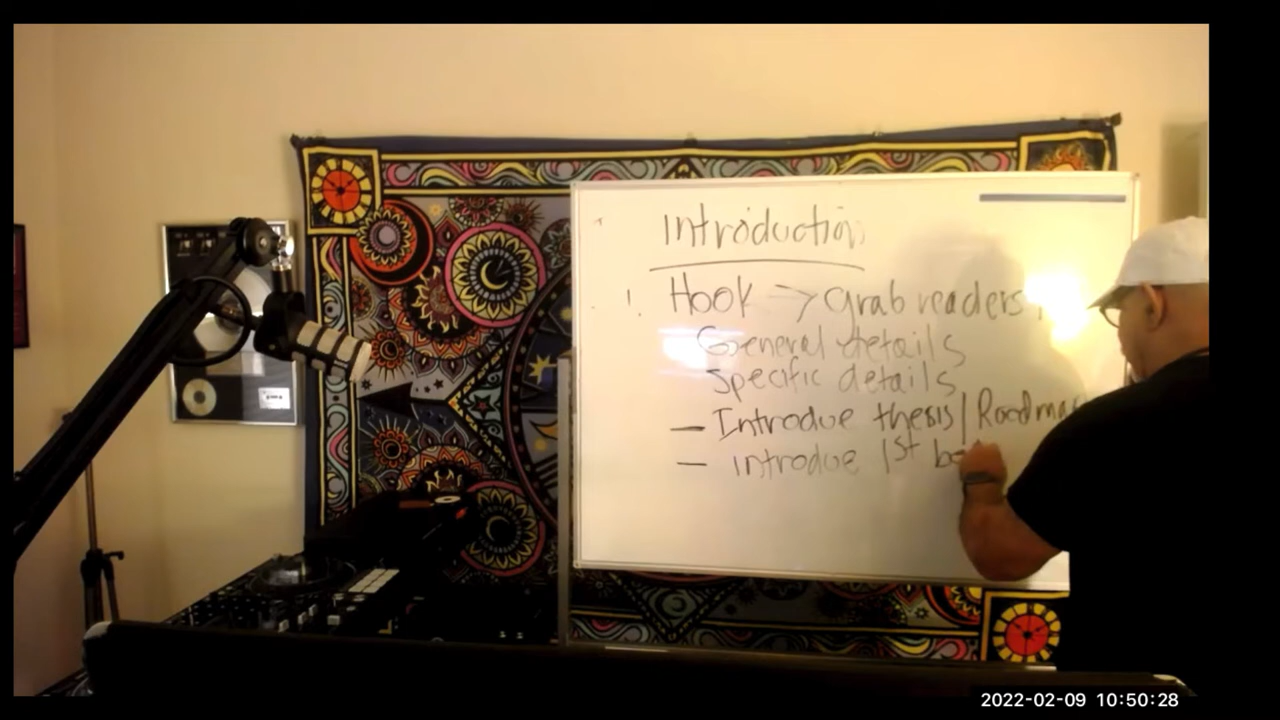 Introduction
Hook -> grab readers
General details
Specific details
- Introdue thesis/Roadma
- introdue 1st bo
2022-02-09 10:50:28